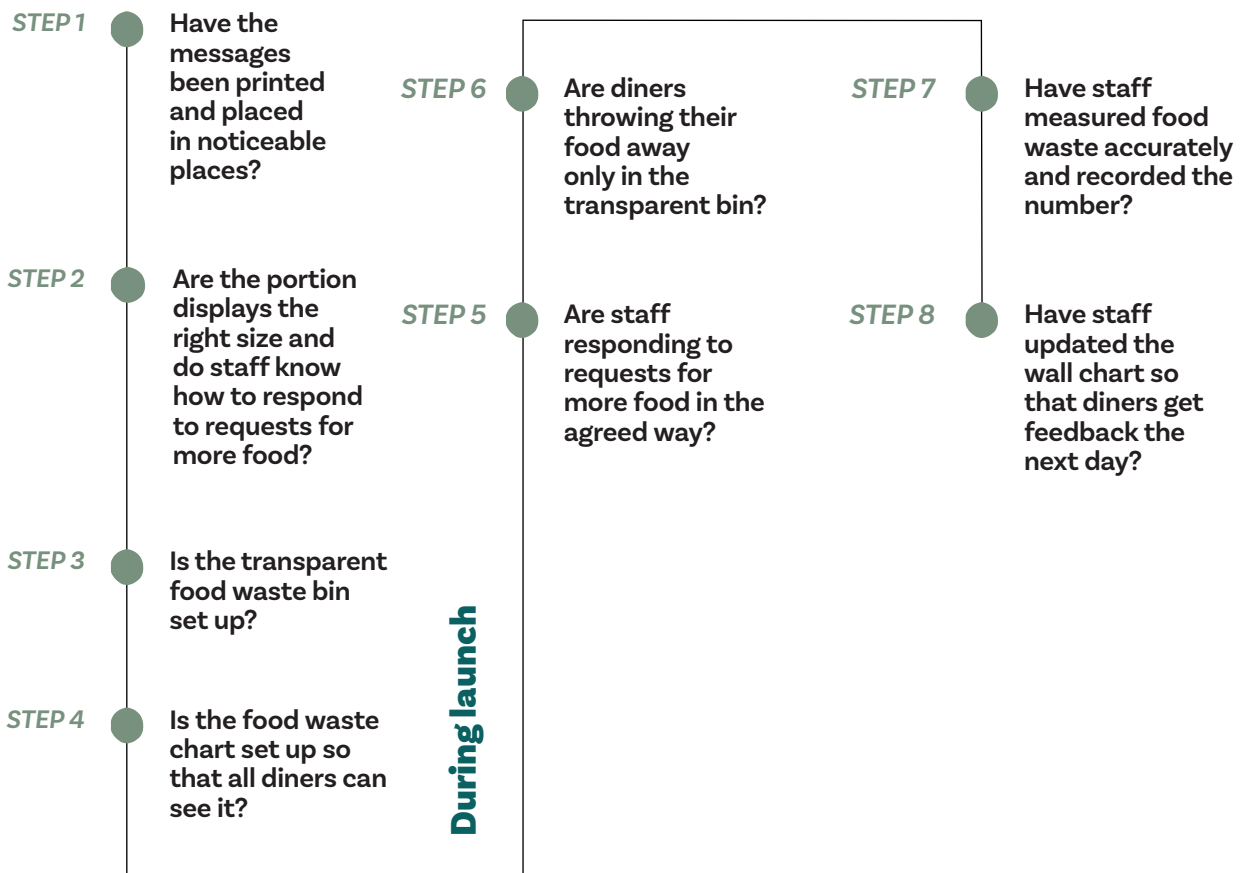 STEP 1
Have the
messages
been printed
and placed
in noticeable
places?
STEP 2
Are the portion
displays the
right size and
do staff know
how to respond
to requests for
more food?
STEP 3
Is the transparent
food waste bin
set up?
STEP 4
Is the food waste
chart set up so
that all diners can
see it?
During launch
STEP 5
Are staff
responding to
requests for
more food in the
agreed way?
STEP 6
Are diners
throwing their
food away
only in the
transparent bin?
STEP 7
Have staff
measured food
waste accurately
and recorded the
number?
STEP 8
Have staff
updated the
wall chart so
that diners get
feedback the
next day?